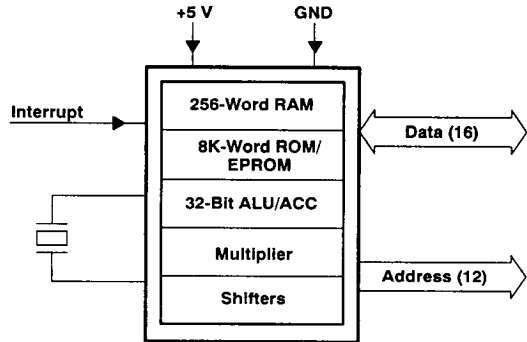 +5 V
GND
Interrupt
256-Word RAM
8K-Word ROM/
EPROM
32-Bit ALU/ACC
Multiplier
Shifters
Data (16)
Address (12)